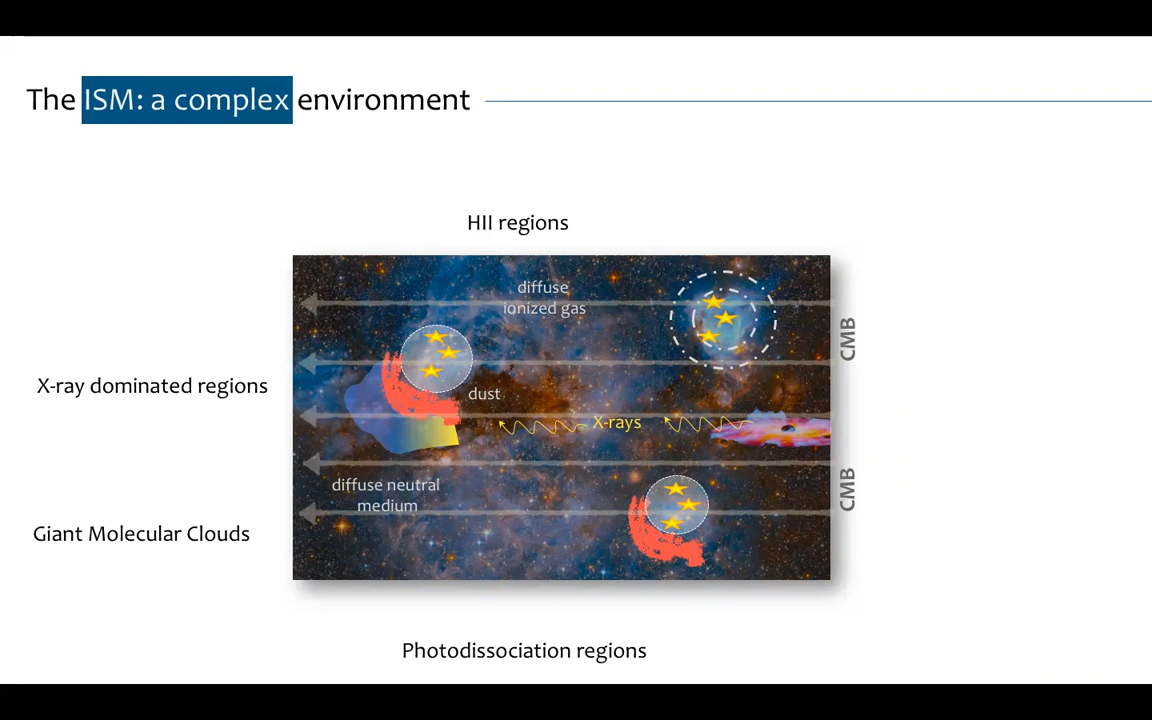 The ISM: a complex environment
HII regions
diffuse
ionized gas
CMB
X-ray dominated regions
dust
X-rays
CMB
diffuse neutral
medium
Giant Molecular Clouds
Photodissociation regions